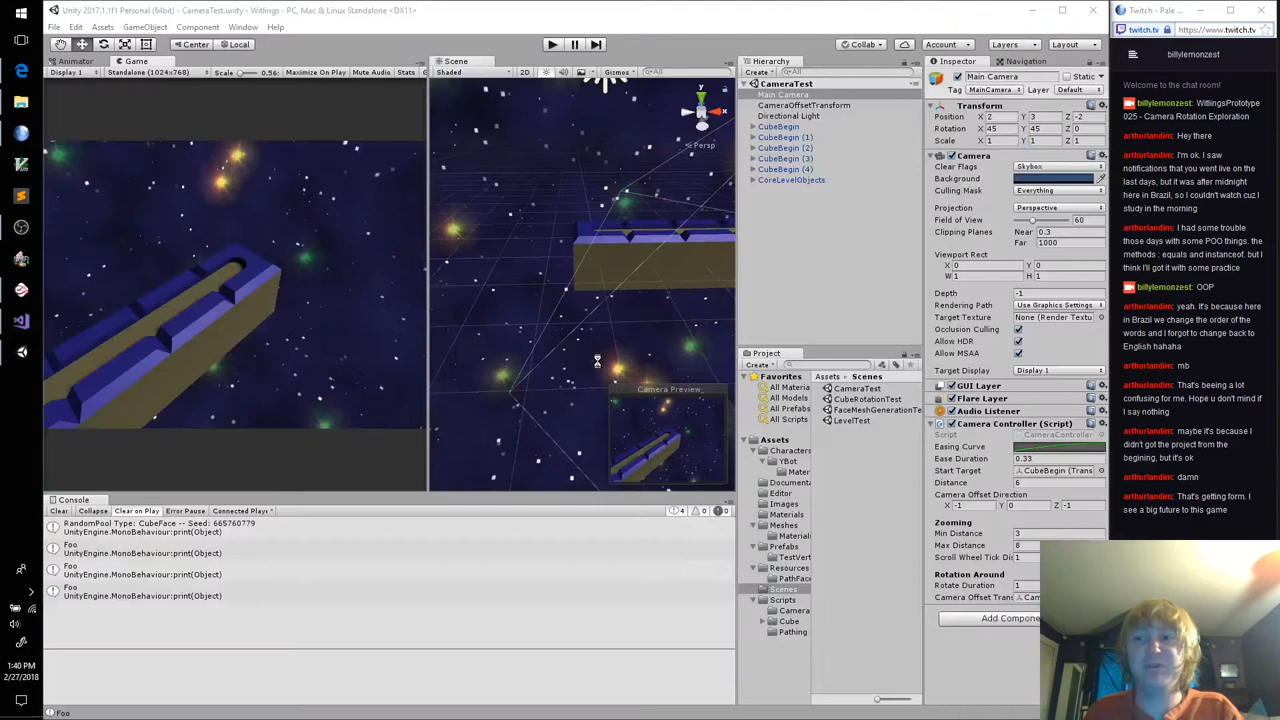 Unity 2017.1.1f1 Personal (64bit) - CameraTest.unity - Witlings - PC, Mac & Linux Standalone <DX11>
File Edit Assets GameObject Component Window Help
Center Local
Collab Account Layers Layout
Animator Game
Display 1 Standalone (1024x768) Scale 0.56: Maximize On Play Mute Audio Stats
Scene
Shaded 2D Gizmos All
y
x
Persp
Camera Preview
Hierarchy
Create All
CameraTest
Main Camera
CameraOffsetTransform
Directional Light
CubeBegin
CubeBegin (1)
CubeBegin (2)
CubeBegin (3)
CubeBegin (4)
CoreLevelObjects
Project
Create
Favorites
All Materia
All Models
All Prefabs
All Scripts
Assets
Characters
YBot
Mater
Documenta
Editor
Images
Materials
Meshes
Materia
Prefabs
TestVert
Resources
PathFace
Scenes
Scripts
Camera
Cube
Pathing
Assets Scenes
CameraTest
CubeRotationTest
FaceMeshGenerationTe
LevelTest
Inspector Navigation
Main Camera Static
Tag MainCamera Layer Default
Transform
Position X 2 Y 3 Z -2
Rotation X 45 Y 45 Z 0
Scale X 1 Y 1 Z 1
Camera
Clear Flags Skybox
Background
Culling Mask Everything
Projection Perspective
Field of View 60
Clipping Planes Near 0.3
Far 1000
Viewport Rect
X 0 Y 0
W 1 H 1
Depth -1
Rendering Path Use Graphics Settings
Target Texture None (Render Textu
Occlusion Culling
Allow HDR
Allow MSAA
Target Display Display 1
GUI Layer
Flare Layer
Audio Listener
Camera Controller (Script)
Script CameraController
Easing Curve
Ease Duration 0.33
Start Target CubeBegin (Trans
Distance 6
Camera Offset Direction
X -1 Y 0 Z -1
Zooming
Min Distance 3
Max Distance 8
Scroll Wheel Tick Di 1
Rotation Around
Rotate Duration 1
Camera Offset Trans Cam
Add Compone
Console
Clear Collapse Clear on Play Error Pause Connected Player 4 0 0
RandomPool Type: CubeFace -- Seed: 665760779
UnityEngine.MonoBehaviour:print(Object)
Foo
UnityEngine.MonoBehaviour:print(Object)
Foo
UnityEngine.MonoBehaviour:print(Object)
Foo
UnityEngine.MonoBehaviour:print(Object)
Foo
1:40 PM
2/27/2018
Twitch - Pale
twitch.tv https://www.twitch.tv
billylemonzest
Welcome to the chat room!
billylemonzest: WitlingsPrototype
025 - Camera Rotation Exploration
arthurlandim: Hey there
arthurlandim: I'm ok. I saw
notifications that you went live on the
last days, but it was after midnight
here in Brazil, so I couldn't watch cuz I
study in the morning
arthurlandim: I had some trouble
those days with some POO things. the
methods : equals and instanceof. but I
think I'll got it with some practice
billylemonzest: OOP
arthurlandim: yeah. It's because here
in Brazil we change the order of the
words and I forgot to change back to
English hahaha
arthurlandim: mb
arthurlandim: That's beeing a lot
confusing for me. Hope u don't mind if
I say nothing
arthurlandim: maybe it's because I
didn't got the project from the
begining, but it's ok
arthurlandim: damn
arthurlandim: That's getting form. I
see a big future to this game